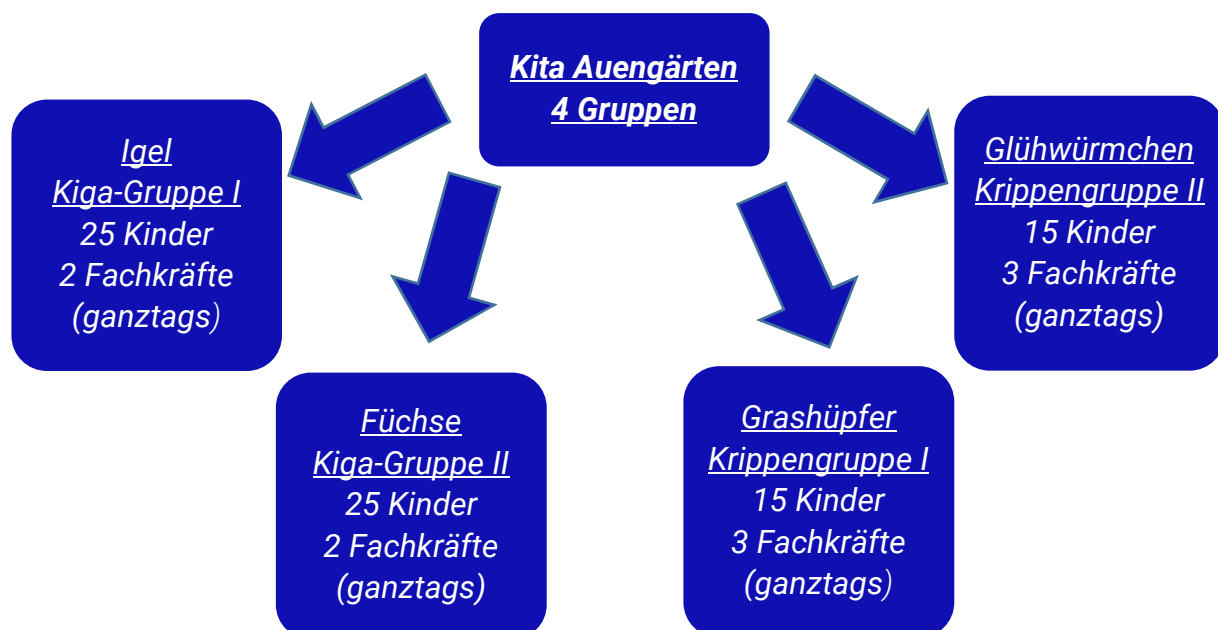 Kita Auengärten
4 Gruppen
Igel
Kiga-Gruppe I
25 Kinder
2 Fachkräfte
(ganztags)
Füchse
Kiga-Gruppe II
25 Kinder
2 Fachkräfte
(ganztags)
Grashüpfer
Krippengruppe I
15 Kinder
3 Fachkräfte
(ganztags)
Glühwürmchen
Krippengruppe II
15 Kinder
3 Fachkräfte
(ganztags)